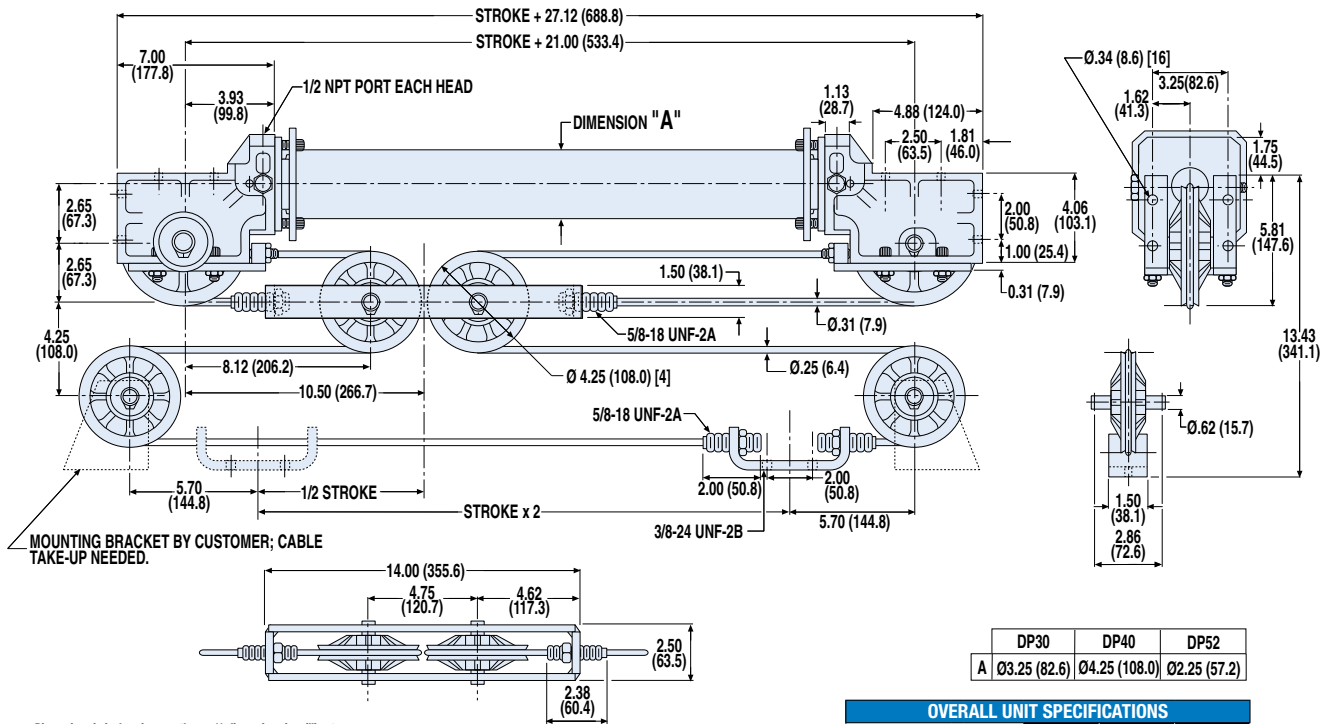 STROKE + 27.12 (688.8)
STROKE + 21.00 (533.4)
7.00
(177.8)
3.93
(99.8)
1/2 NPT PORT EACH HEAD
DIMENSION "A"
1.13
(28.7)
4.88 (124.0)
2.50
(63.5)
1.81
(46.0)
Ø.34 (8.6) [16]
3.25(82.6)
1.62
(41.3)
1.75
(44.5)
2.65
(67.3)
2.65
(67.3)
4.25
(108.0)
2.00
(50.8)
4.06
(103.1)
1.00 (25.4)
0.31 (7.9)
5.81
(147.6)
13.43
(341.1)
1.50 (38.1)
Ø.31 (7.9)
5/8-18 UNF-2A
8.12 (206.2)
10.50 (266.7)
Ø 4.25 (108.0) [4]
Ø.25 (6.4)
5/8-18 UNF-2A
Ø.62 (15.7)
2.00 (50.8)
2.00
(50.8)
5.70
(144.8)
1/2 STROKE
STROKE x 2
5.70 (144.8)
3/8-24 UNF-2B
1.50
(38.1)
2.86
(72.6)
MOUNTING BRACKET BY CUSTOMER; CABLE
TAKE-UP NEEDED.
14.00 (355.6)
4.75
(120.7)
4.62
(117.3)
2.50
(63.5)
2.38
(60.4)
DP30 DP40 DP52
A Ø3.25 (82.6) Ø4.25 (108.0) Ø2.25 (57.2)
OVERALL UNIT SPECIFICATIONS